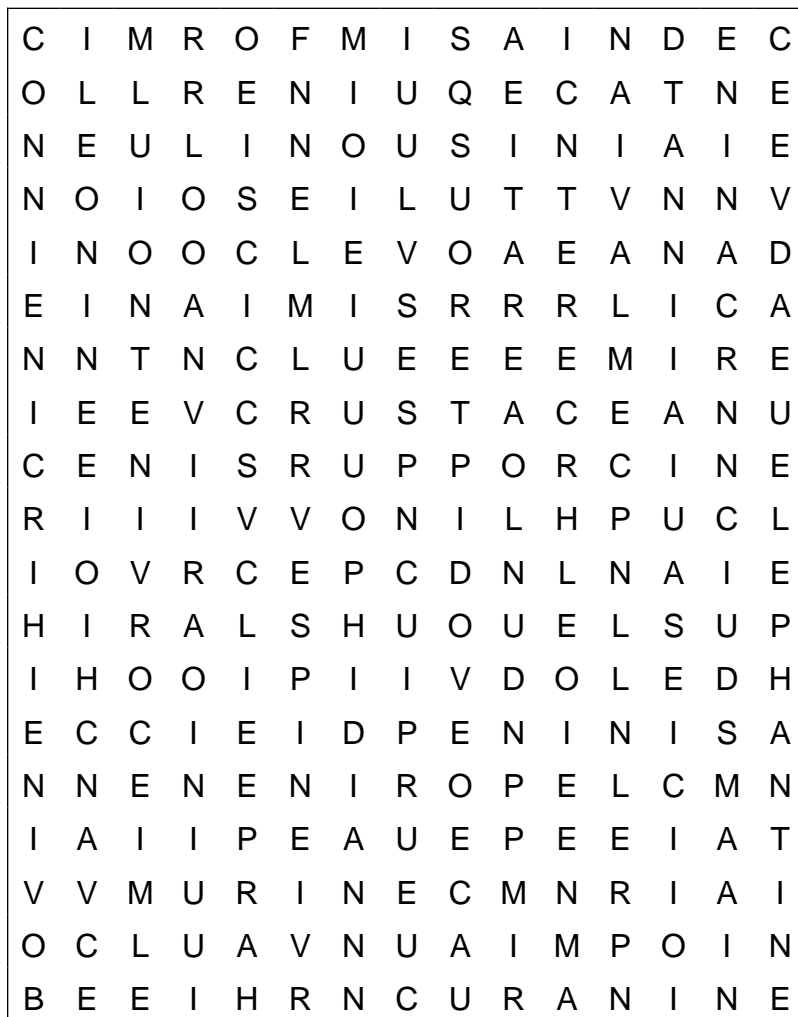 C I M R O F M I S A I N D E C
O L L R E N I U Q E C A T N E
N E U L I N O U S I N I A I E
N O I O S E I L U T T V N N V
I N O O C L E V O A E A N A D
E I N A I M I S R R R L I C A
N N T N C L U E E E E M I R E
I E E V C R U S T A C E A N U
C E N I S R U P P O R C I N E
R I I I V V O N I L H P U C L
I O V R C E P C D N L N A I E
H I R A L S H U O U E L S U P
I H O O I P I I V D O L E D H
E C C I E I D P E N I N I S A
N N E N E N I R O P E L C M N
I A I I P E A U E P E E I A T
V V M U R I N E C M N R I A I
O C L U A V N U A I M P O I N
B E E I H R N C U R A N I N E